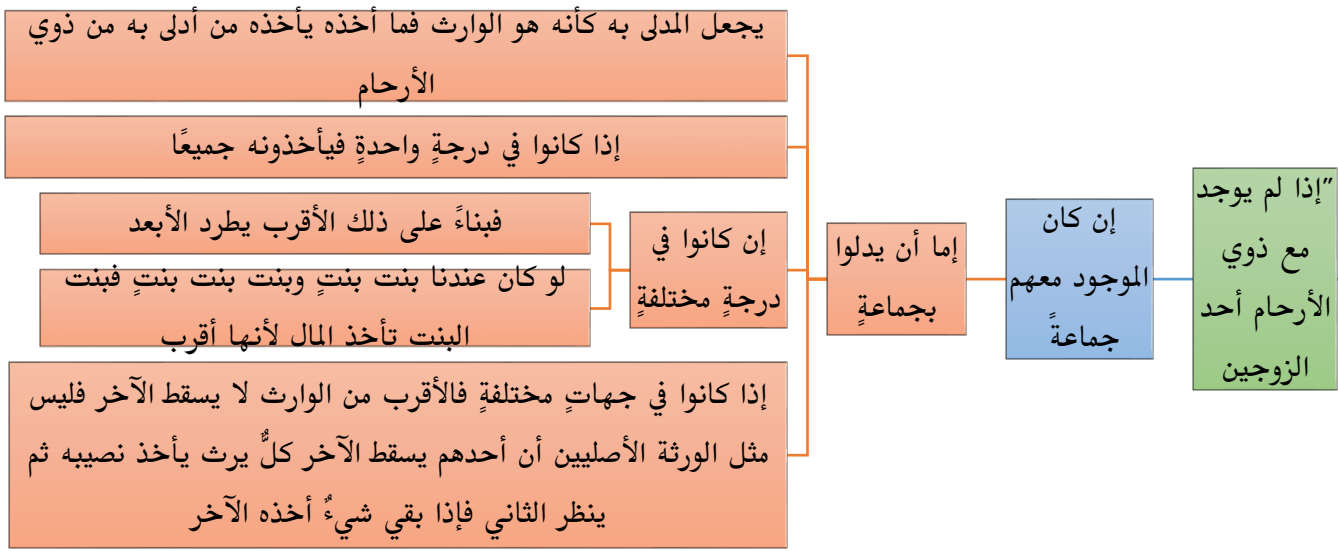 ”إذا لم يوجد
مع ذوي
الأرحام أحد
الزوجين
إن كان
الموجود معهم
جماعةً
إما أن يدلوا
بجماعةٍ
يجعل المدلى به كأنه هو الوارث فما أخذه يأخذه من أدلى به من ذوي
الأرحام
إذا كانوا في درجةٍ واحدةٍ فيأخذونه جميعًا
إن كانوا في
درجةٍ مختلفةٍ
فبناءً على ذلك الأقرب يطرد الأبعد
لو كان عندنا بنت بنتٍ وبنت بنت بنتٍ فبنت
البنت تأخذ المال لأنها أقرب
إذا كانوا في جهاتٍ مختلفةٍ فالأقرب من الوارث لا يسقط الآخر فليس
مثل الورثة الأصليين أن أحدهم يسقط الآخر كلٌّ يرث يأخذ نصيبه ثم
ينظر الثاني فإذا بقي شيءٌ أخذه الآخر